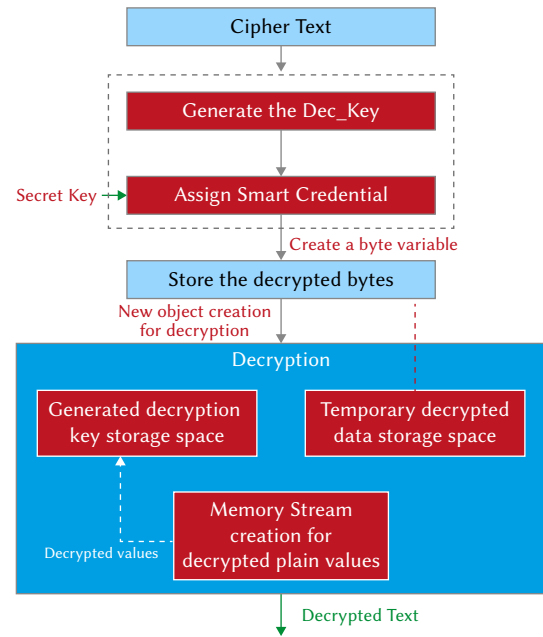 Cipher Text
Generate the Dec_Key
Secret Key
Assign Smart Credential
Create a byte variable
Store the decrypted bytes
New object creation
for decryption
Decryption
Generated decryption
key storage space
Temporary decrypted
data storage space
Memory Stream
creation for
decrypted plain values
Decrypted values
Decrypted Text